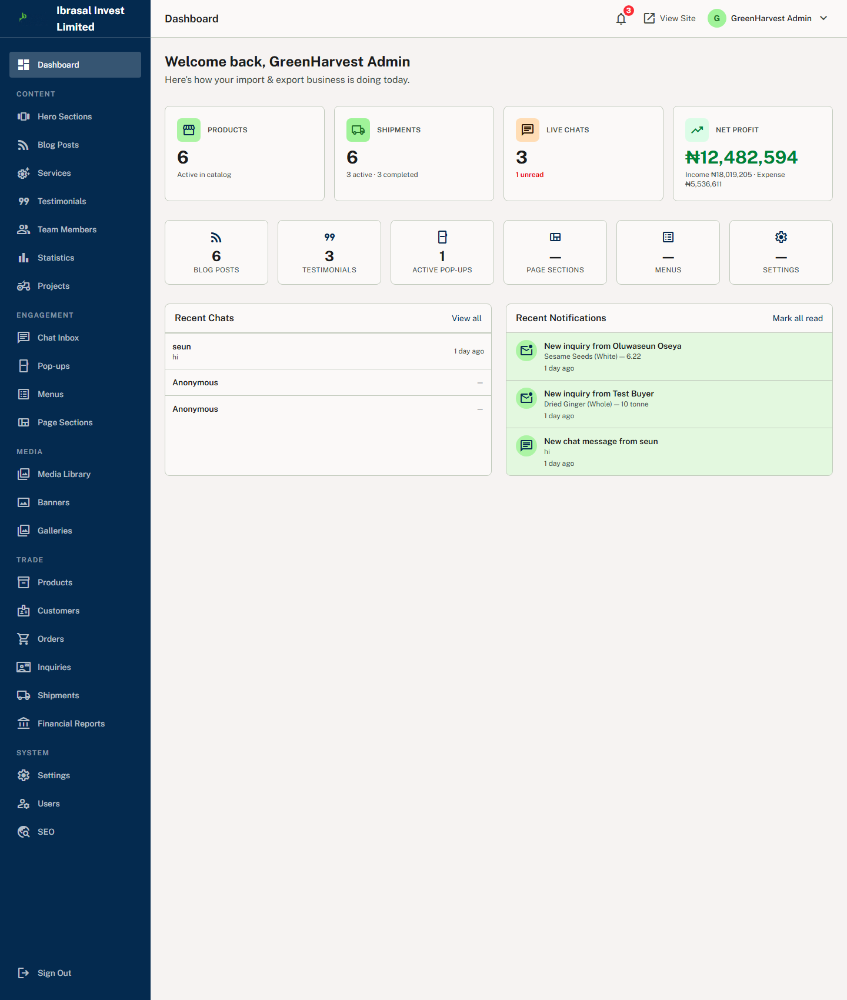 Ibrasal Invest
Limited
Dashboard
CONTENT
Hero Sections
Blog Posts
Services
Testimonials
Team Members
Statistics
Projects
ENGAGEMENT
Chat Inbox
Pop-ups
Menus
Page Sections
MEDIA
Media Library
Banners
Galleries
TRADE
Products
Customers
Orders
Inquiries
Shipments
Financial Reports
SYSTEM
Settings
Users
SEO
Sign Out
Dashboard
3
View Site
G
GreenHarvest Admin
Welcome back, GreenHarvest Admin
Here's how your import & export business is doing today.
PRODUCTS
6
Active in catalog
SHIPMENTS
6
3 active · 3 completed
LIVE CHATS
3
1 unread
NET PROFIT
₦12,482,594
Income ₦18,019,205 · Expense
₦5,536,611
6
BLOG POSTS
3
TESTIMONIALS
1
ACTIVE POP-UPS
—
PAGE SECTIONS
—
MENUS
—
SETTINGS
Recent Chats
View all
seun
hi
1 day ago
Anonymous
—
Anonymous
—
Recent Notifications
Mark all read
New inquiry from Oluwaseun Oseya
Sesame Seeds (White) — 6.22
1 day ago
New inquiry from Test Buyer
Dried Ginger (Whole) — 10 tonne
1 day ago
New chat message from seun
hi
1 day ago